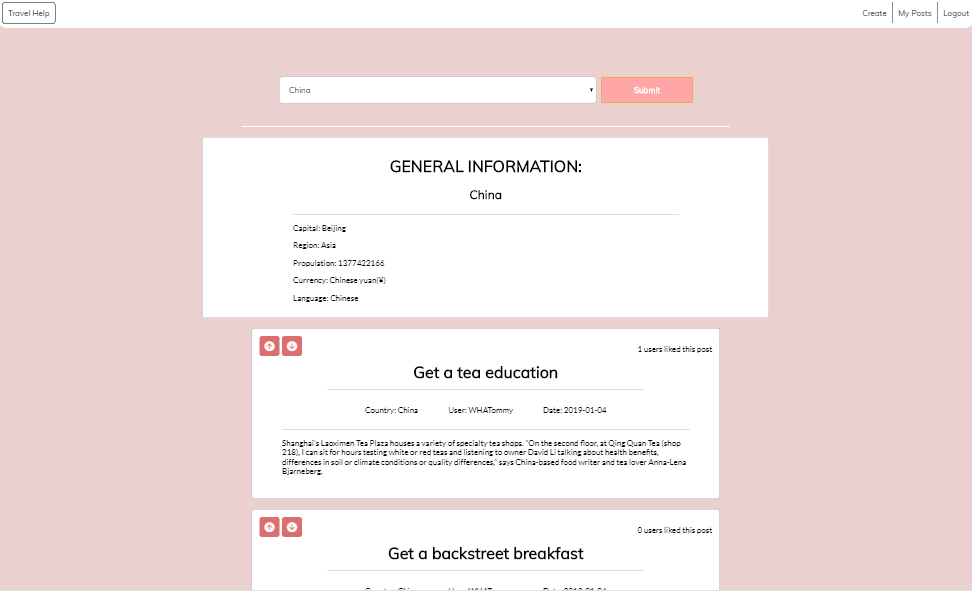 Travel Help
Create
My Posts
Logout
China
Submit
GENERAL INFORMATION:
China
Capital: Beijing
Region: Asia
Propulation: 1377422166
Currency: Chinese yuan(¥)
Language: Chinese
1 users liked this post
Get a tea education
Country: China User: WHATommy Date: 2019-01-04
Shanghai's Laoximen Tea Plaza houses a variety of specialty tea shops. "On the second floor, at Qing Quan Tea (shop
218), I can sit for hours testing white or red teas and listening to owner David Li talking about health benefits,
differences in soil or climate conditions or quality differences," says China-based food writer and tea lover Anna-Lena
Bjarneberg.
0 users liked this post
Get a backstreet breakfast